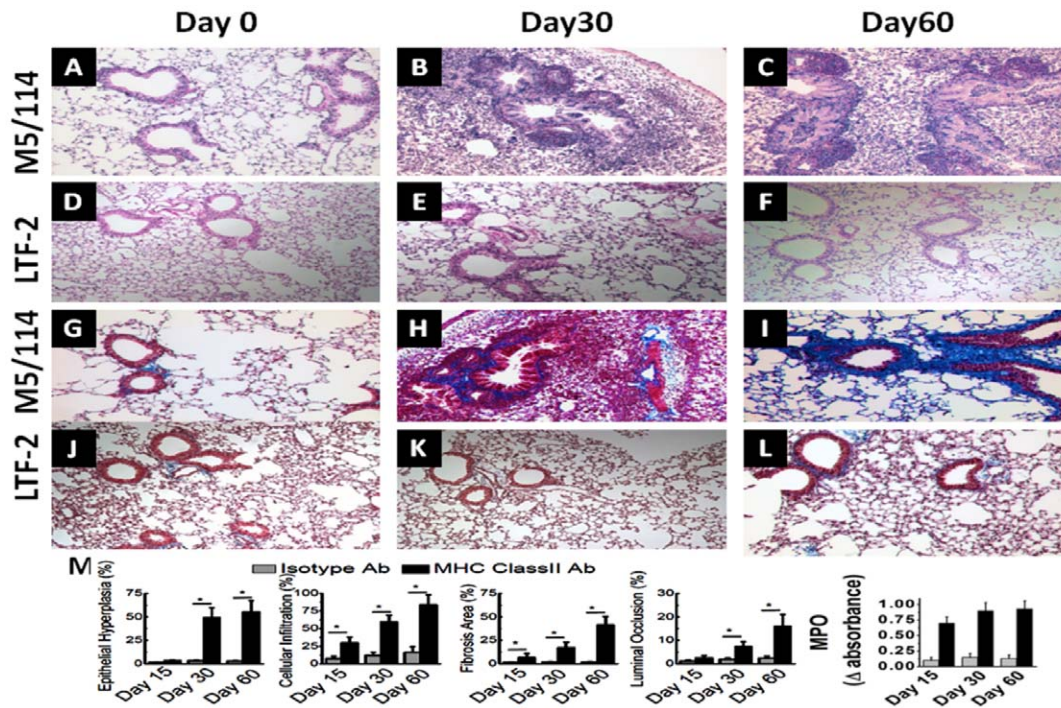 Day 0 Day30 Day60
M5/114 A B C
LTF-2 D E F
M5/114 G H I
LTF-2 J K L
M
Isotype Ab MHC ClassII Ab
Epithelial Hyperplasia (%)
75
50
25
0
Day 15 Day 30 Day 60
* *
Cellular Infiltration (%)
100
75
50
25
0
Day 15 Day 30 Day 60
* * *
Fibrosis Area (%)
75
50
25
0
Day 15 Day 30 Day 60
* * *
Luminal Occlusion (%)
30
20
10
0
Day 15 Day 30 Day 60
* *
MPO
(Δ absorbance)
1.00
0.75
0.50
0.25
0.00
Day 15 Day 30 Day 60